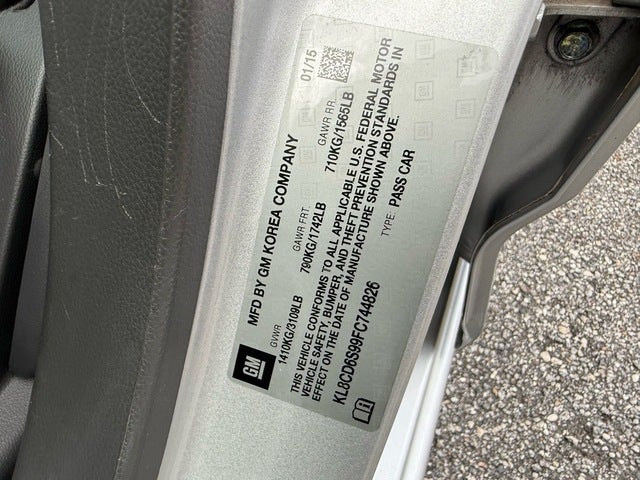 GM
MFD BY GM KOREA COMPANY
01/15
GVWR
GAWR FRT.
GAWR RR.
1410KG/3109LB
790KG/1742LB
710KG/1565LB
THIS VEHICLE CONFORMS TO ALL APPLICABLE U.S. FEDERAL MOTOR
VEHICLE SAFETY, BUMPER, AND THEFT PREVENTION STANDARDS IN
EFFECT ON THE DATE OF MANUFACTURE SHOWN ABOVE.
KL8CD6S99FC744826
TYPE: PASS CAR